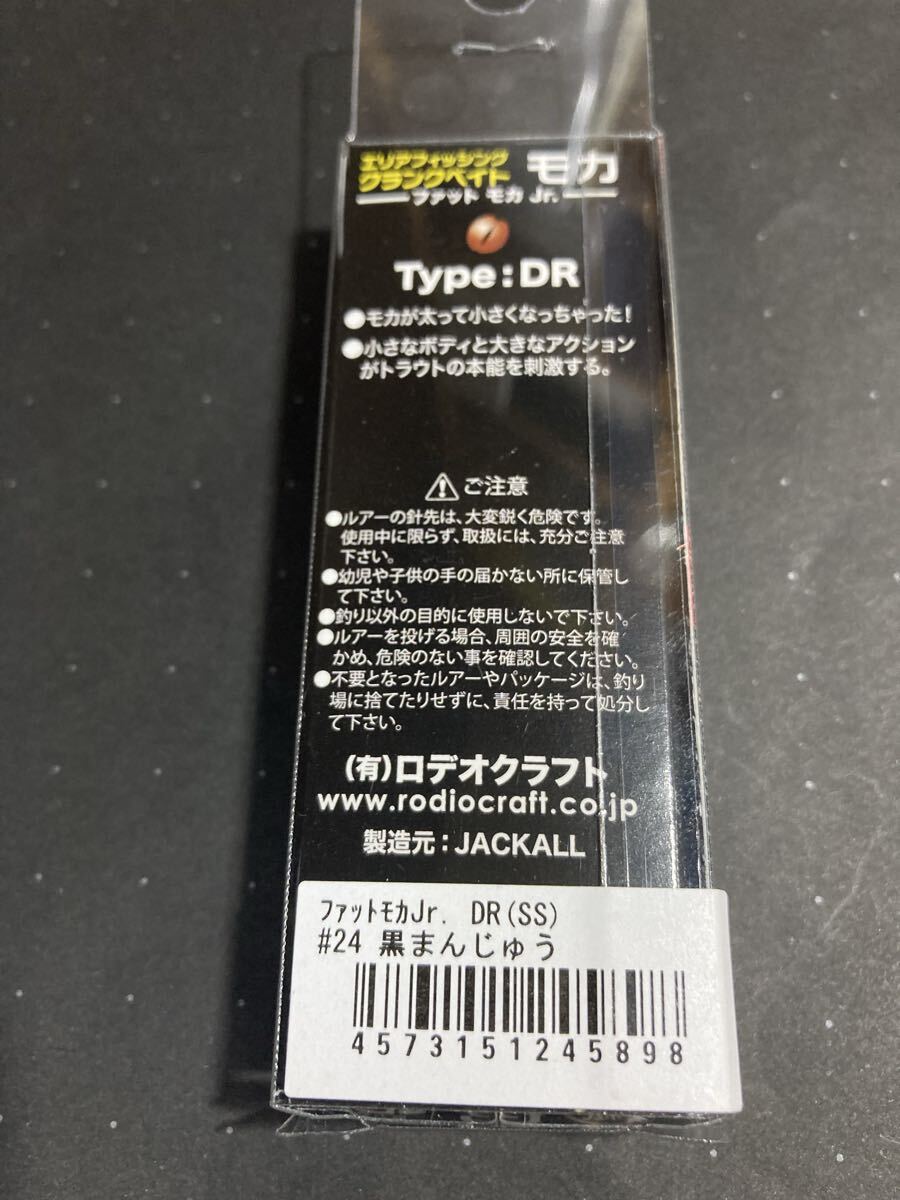 エリアフィッシング
クランクベイト モカ
ファット モカ Jr.
Type:DR
●モカが太って小さくなっちゃった!
●小さなボディと大きなアクション
がトラウトの本能を刺激する。
ご注意
●ルアーの針先は、大変鋭く危険です。
使用中に限らず、取扱には、充分ご注意
下さい。
●幼児や子供の手の届かない所に保管し
て下さい。
●釣り以外の目的に使用しないで下さい。
●ルアーを投げる場合、周囲の安全を確
かめ、危険のない事を確認してください。
●不要となったルアーやパッケージは、釣り
場に捨てたりせずに、責任を持って処分し
て下さい。
(有)ロデオクラフト
www.rodiocraft.co.jp
製造元:JACKALL
ファットモカJr. DR(SS)
#24 黒まんじゅう
4573151245898